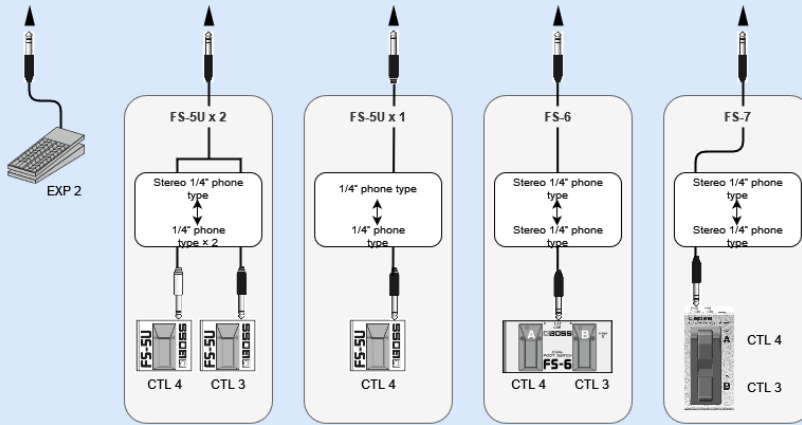 EXP 2
FS-5U x 2
Stereo 1/4" phone
type
1/4" phone
type × 2
FS-5U
BOSS
FS-5U
BOSS
CTL 4
CTL 3
FS-5U x 1
1/4" phone type
1/4" phone
type
FS-5U
BOSS
CTL 4
FS-6
Stereo 1/4" phone
type
Stereo 1/4" phone
type
A
BOSS
B
DUAL
FOOT SWITCH
FS-6
CTL 4
CTL 3
FS-7
Stereo 1/4" phone
type
Stereo 1/4" phone
type
BOSS
A
CTL 4
B
CTL 3